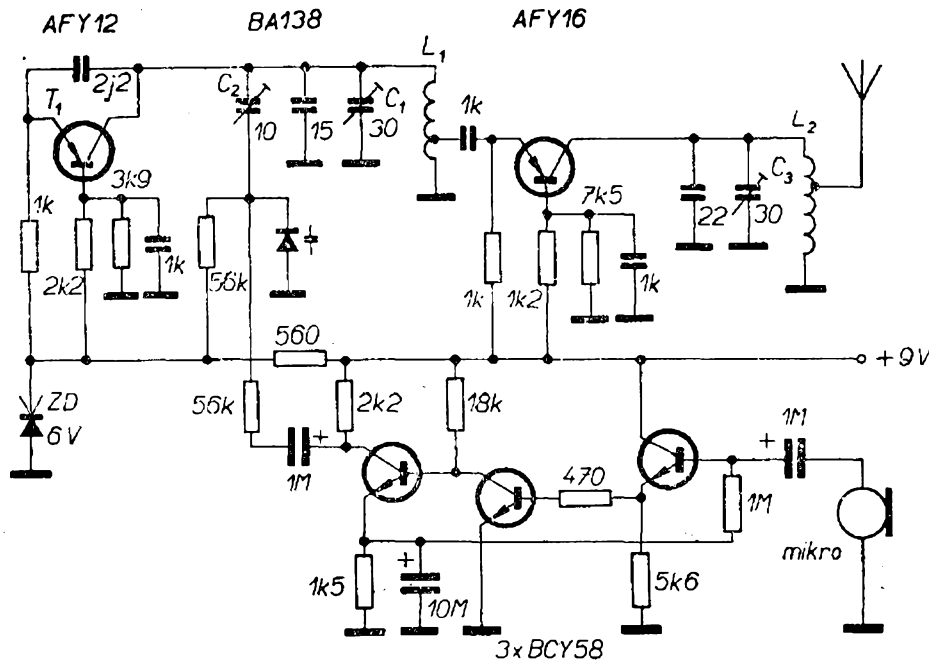 AFY12 BA138 AFY16
2j2
T1
C2
10
15
C1
30
L1
1k
L2
3k9
1k
2k2
1k
56k
7k5
1k
1k2
1k
22
C3
30
560
+9V
ZD
6V
56k
2k2
18k
1M
470
1M
1M
mikro
1k5
10M
5k6
3xBCY58